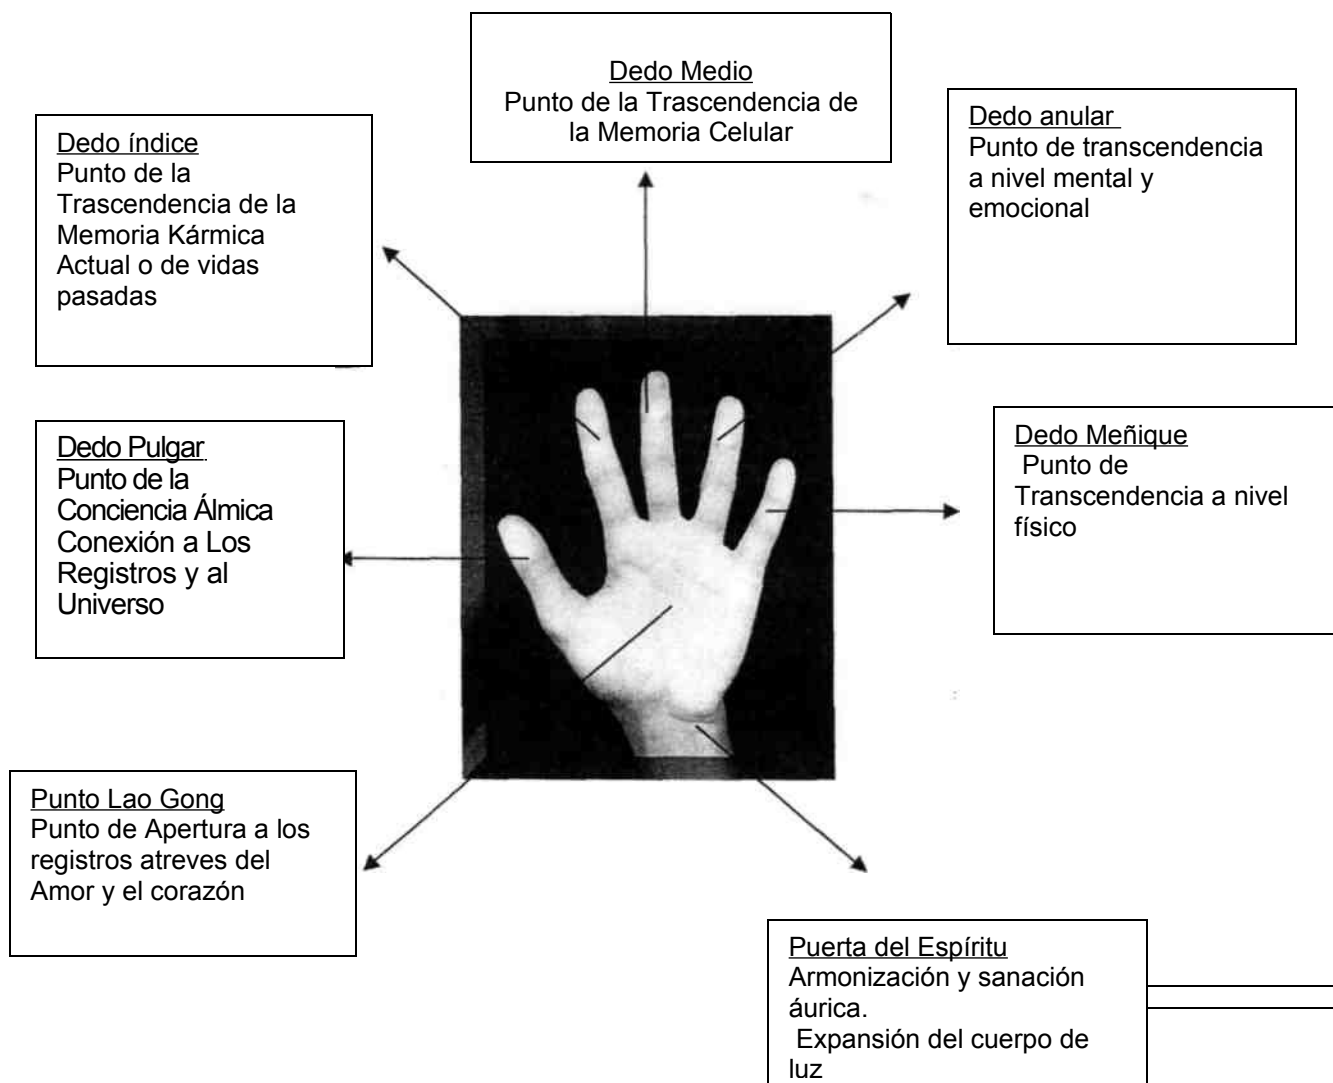 Dedo Medio
Punto de la Trascendencia de
la Memoria Celular
Dedo índice
Punto de la
Trascendencia de la
Memoria Kármica
Actual o de vidas
pasadas
Dedo anular
Punto de transcendencia
a nivel mental y
emocional
Dedo Pulgar
Punto de la
Conciencia Álmica
Conexión a Los
Registros y al
Universo
Dedo Meñique
Punto de
Transcendencia a nivel
físico
Punto Lao Gong
Punto de Apertura a los
registros atreves del
Amor y el corazón
Puerta del Espíritu
Armonización y sanación
áurica.
Expansión del cuerpo de
luz